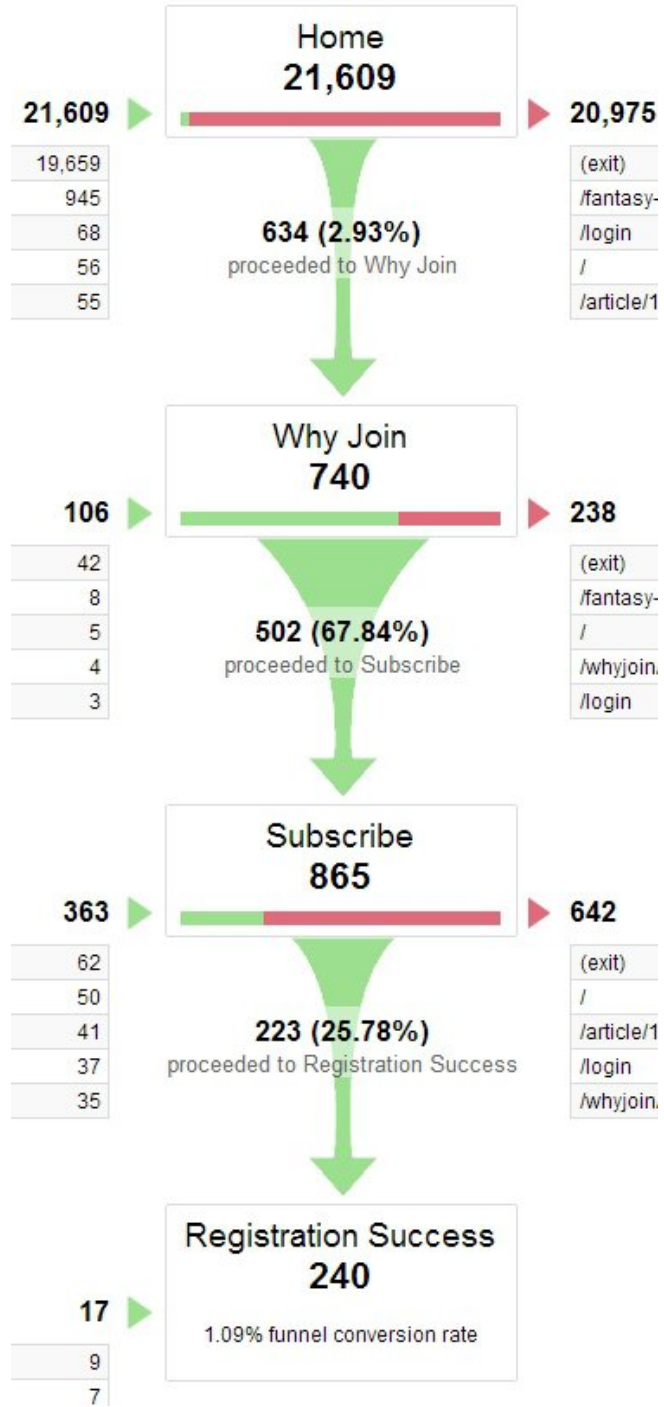 Home
21,609
21,609
20,975
19,659
(exit)
945
/fantasy-
68
/login
56
/
55
/article/1
634 (2.93%)
proceeded to Why Join
Why Join
740
106
238
42
(exit)
8
/fantasy-
5
/
4
/whyjoin/
3
/login
502 (67.84%)
proceeded to Subscribe
Subscribe
865
363
642
62
(exit)
50
/
41
/article/1
37
/login
35
/whyjoin/
223 (25.78%)
proceeded to Registration Success
Registration Success
240
1.09% funnel conversion rate
17
9
7